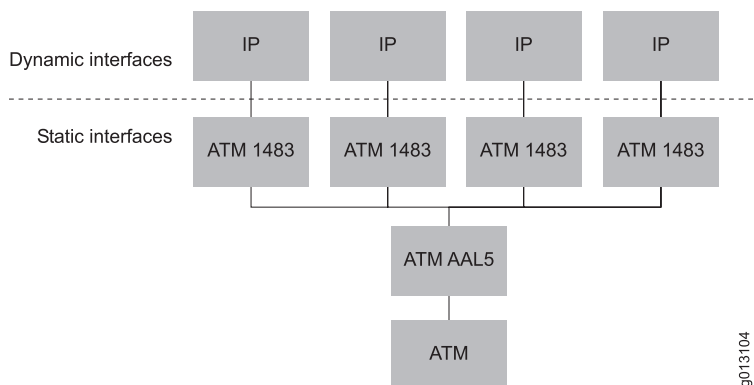 IP IP IP IP
Dynamic interfaces
Static interfaces
ATM 1483 ATM 1483 ATM 1483 ATM 1483
ATM AAL5
ATM
g013104